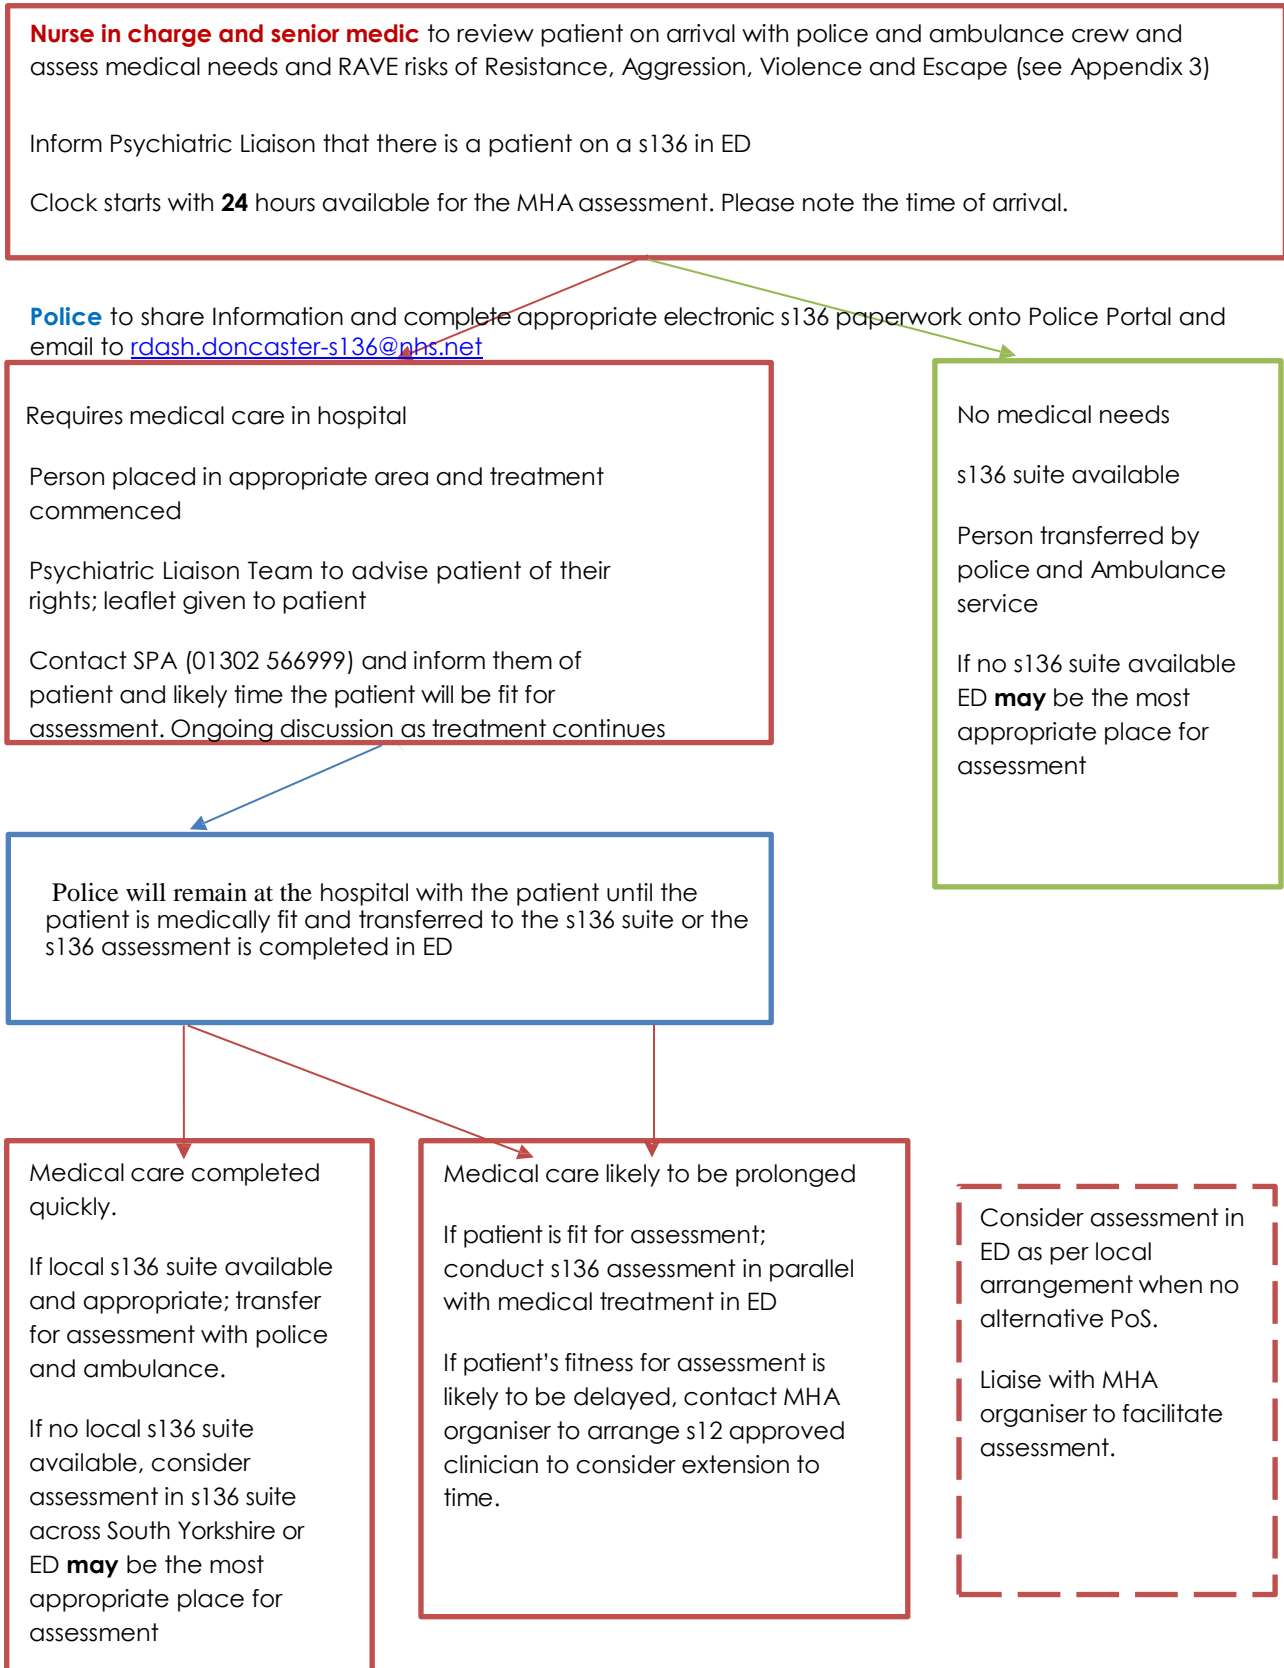 Nurse in charge and senior medic to review patient on arrival with police and ambulance crew and
assess medical needs and RAVE risks of Resistance, Aggression, Violence and Escape (see Appendix 3)
Inform Psychiatric Liaison that there is a patient on a s136 in ED
Clock starts with 24 hours available for the MHA assessment. Please note the time of arrival.
Police to share Information and complete appropriate electronic s136 paperwork onto Police Portal and
email to rdash.doncaster-s136@nhs.net
Requires medical care in hospital
Person placed in appropriate area and treatment
commenced
Psychiatric Liaison Team to advise patient of their
rights; leaflet given to patient
Contact SPA (01302 566999) and inform them of
patient and likely time the patient will be fit for
assessment. Ongoing discussion as treatment continues
No medical needs
s136 suite available
Person transferred by
police and Ambulance
service
If no s136 suite available
ED may be the most
appropriate place for
assessment
Police will remain at the hospital with the patient until the
patient is medically fit and transferred to the s136 suite or the
s136 assessment is completed in ED
Medical care completed
quickly.
If local s136 suite available
and appropriate; transfer
for assessment with police
and ambulance.
If no local s136 suite
available, consider
assessment in s136 suite
across South Yorkshire or
ED may be the most
appropriate place for
assessment
Medical care likely to be prolonged
If patient is fit for assessment;
conduct s136 assessment in parallel
with medical treatment in ED
If patient's fitness for assessment is
likely to be delayed, contact MHA
organiser to arrange s12 approved
clinician to consider extension to
time.
Consider assessment in
ED as per local
arrangement when no
alternative PoS.
Liaise with MHA
organiser to facilitate
assessment.